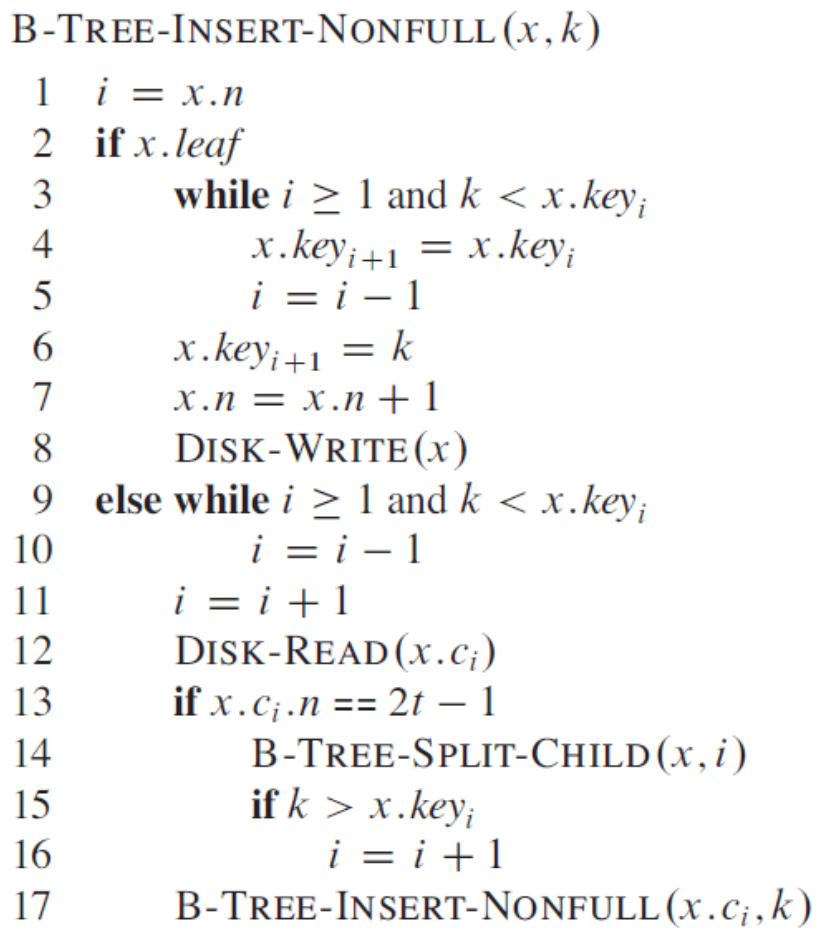 B-TREE-INSERT-NONFULL(x, k)
1 i = x.n
2 if x.leaf
3 while i ≥ 1 and k < x.key_i
4 x.key_{i+1} = x.key_i
5 i = i − 1
6 x.key_{i+1} = k
7 x.n = x.n + 1
8 DISK-WRITE(x)
9 else while i ≥ 1 and k < x.key_i
10 i = i − 1
11 i = i + 1
12 DISK-READ(x.c_i)
13 if x.c_i.n == 2t − 1
14 B-TREE-SPLIT-CHILD(x, i)
15 if k > x.key_i
16 i = i + 1
17 B-TREE-INSERT-NONFULL(x.c_i, k)